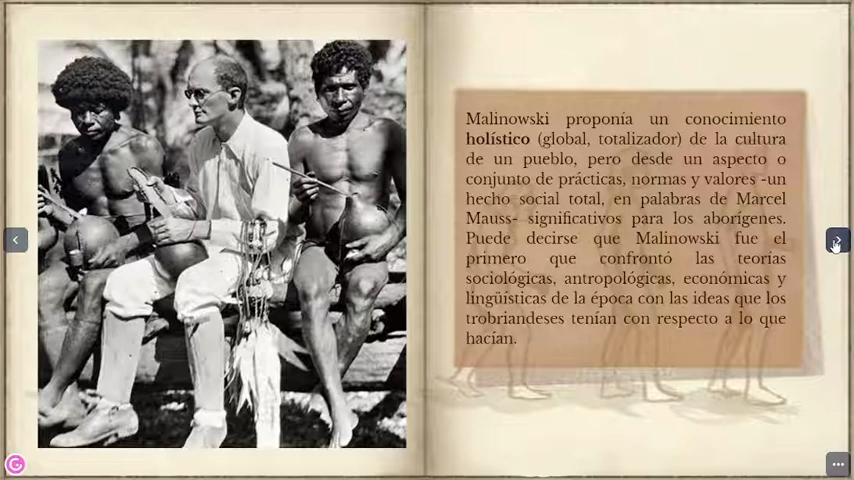 Malinowski proponía un conocimiento
holístico (global, totalizador) de la cultura
de un pueblo, pero desde un aspecto o
conjunto de prácticas, normas y valores -un
hecho social total, en palabras de Marcel
Mauss- significativos para los aborígenes.
Puede decirse que Malinowski fue el
primero que confrontó las teorías
sociológicas, antropológicas, económicas y
lingüísticas de la época con las ideas que los
trobriandeses tenían con respecto a lo que
hacían.